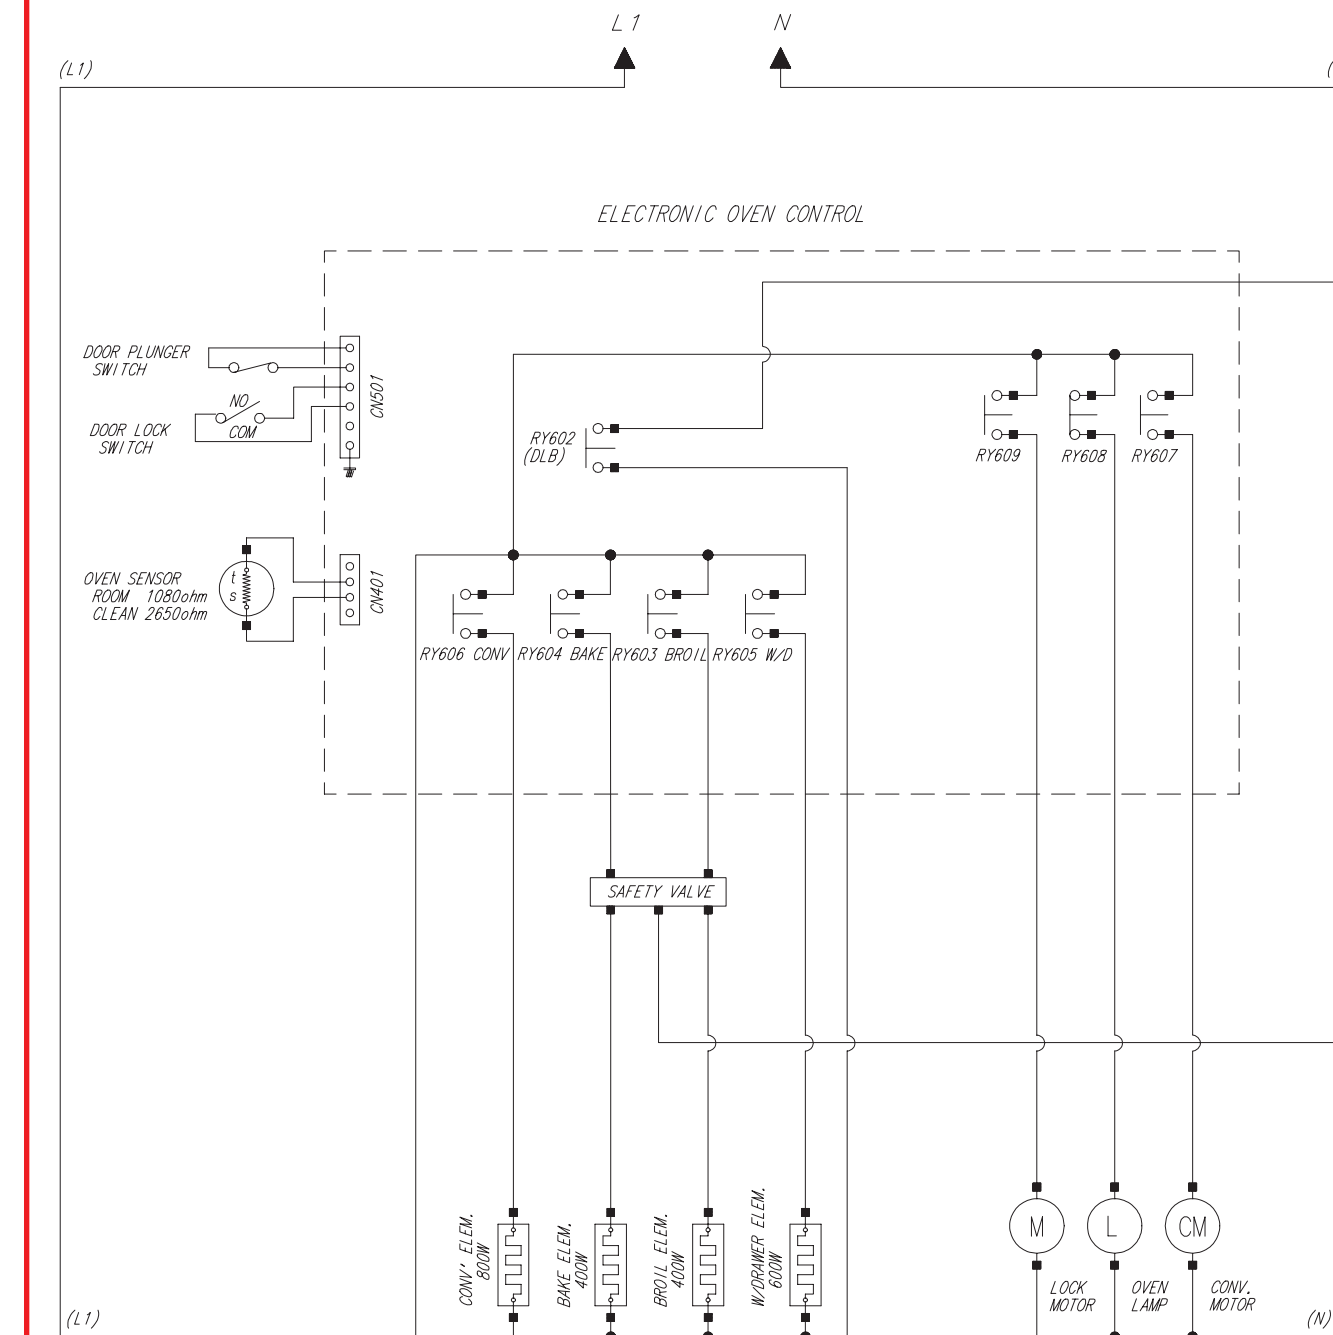 L1
N
(L1)
ELECTRONIC OVEN CONTROL
DOOR PLUNGER
SWITCH
NO
COM
DOOR LOCK
SWITCH
CN501
RY602
(DLB)
RY609
RY608
RY607
OVEN SENSOR
ROOM 1080ohm
CLEAN 2650ohm
t
s
CN401
RY606 CONV
RY604 BAKE
RY603 BROIL
RY605 W/D
SAFETY VALVE
CONV' ELEM.
800W
BAKE ELEM.
400W
BROIL ELEM.
400W
W/DRAWER ELEM.
600W
M
L
CM
LOCK
MOTOR
OVEN
LAMP
CONV.
MOTOR
(L1)
(N)